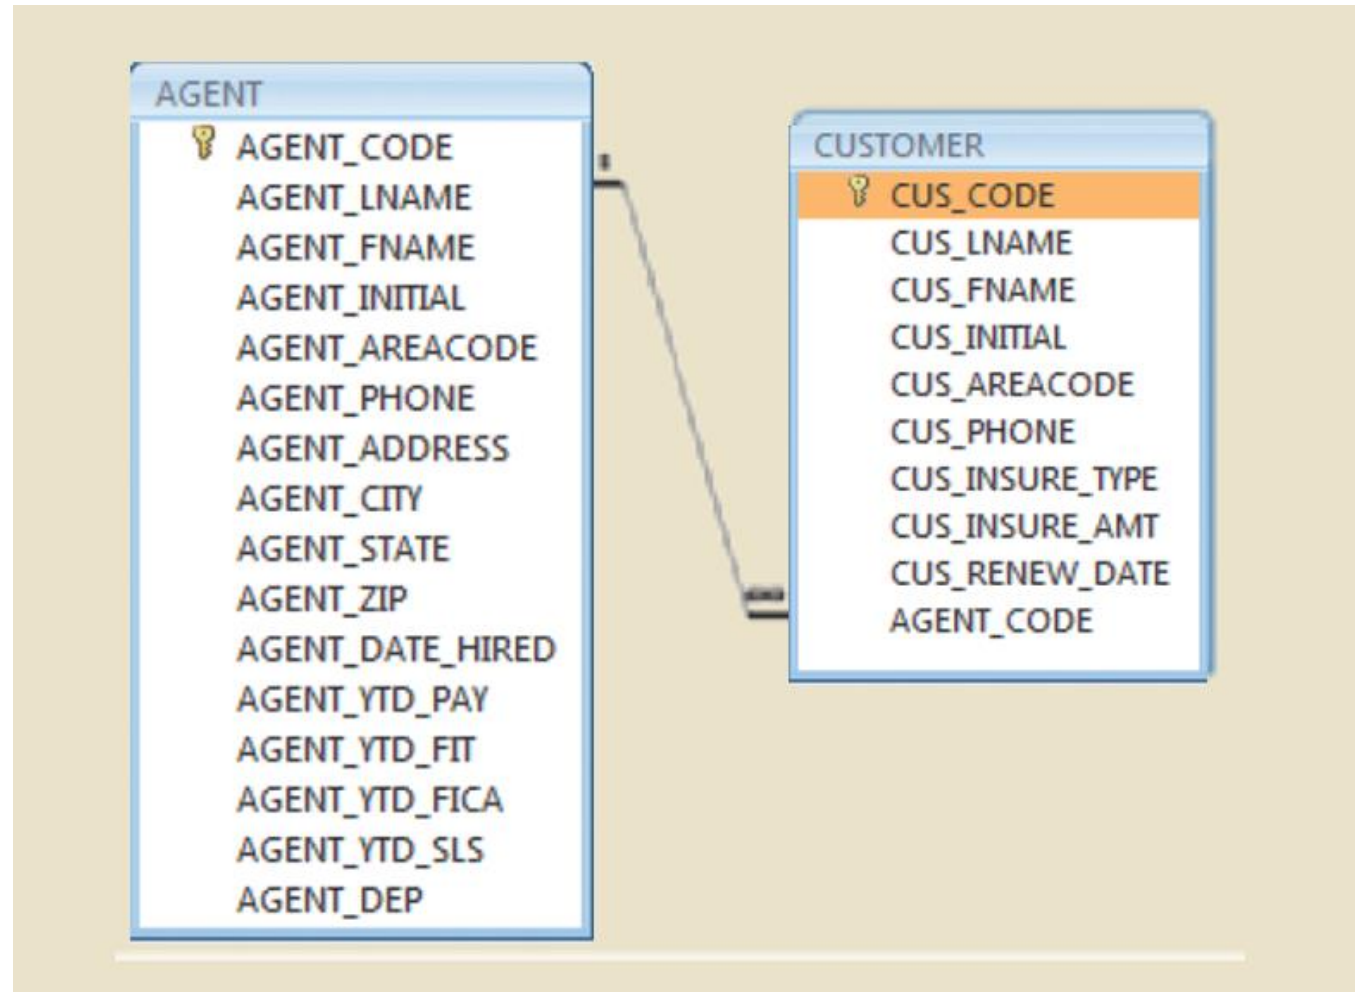 AGENT
AGENT_CODE
AGENT_LNAME
AGENT_FNAME
AGENT_INITIAL
AGENT_AREACODE
AGENT_PHONE
AGENT_ADDRESS
AGENT_CITY
AGENT_STATE
AGENT_ZIP
AGENT_DATE_HIRED
AGENT_YTD_PAY
AGENT_YTD_FIT
AGENT_YTD_FICA
AGENT_YTD_SLS
AGENT_DEP
1
∞
CUSTOMER
CUS_CODE
CUS_LNAME
CUS_FNAME
CUS_INITIAL
CUS_AREACODE
CUS_PHONE
CUS_INSURE_TYPE
CUS_INSURE_AMT
CUS_RENEW_DATE
AGENT_CODE